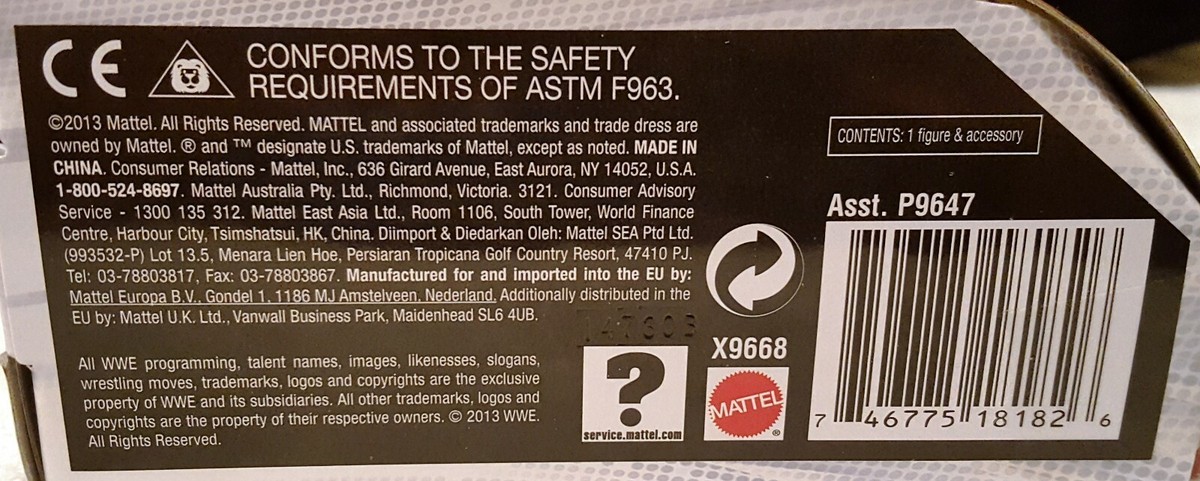 CE CONFORMS TO THE SAFETY
REQUIREMENTS OF ASTM F963.
©2013 Mattel. All Rights Reserved. MATTEL and associated trademarks and trade dress are
owned by Mattel. ® and ™ designate U.S. trademarks of Mattel, except as noted. MADE IN
CHINA. Consumer Relations - Mattel, Inc., 636 Girard Avenue, East Aurora, NY 14052, U.S.A.
1-800-524-8697. Mattel Australia Pty. Ltd., Richmond, Victoria. 3121. Consumer Advisory
Service - 1300 135 312. Mattel East Asia Ltd., Room 1106, South Tower, World Finance
Centre, Harbour City, Tsimshatsui, HK, China. Diimport & Diedarkan Oleh: Mattel SEA Ptd Ltd.
(993532-P) Lot 13.5, Menara Lien Hoe, Persiaran Tropicana Golf Country Resort, 47410 PJ.
Tel: 03-78803817, Fax: 03-78803867. Manufactured for and imported into the EU by:
Mattel Europa B.V., Gondel 1, 1186 MJ Amstelveen, Nederland. Additionally distributed in the
EU by: Mattel U.K. Ltd., Vanwall Business Park, Maidenhead SL6 4UB.
All WWE programming, talent names, images, likenesses, slogans,
wrestling moves, trademarks, logos and copyrights are the exclusive
property of WWE and its subsidiaries. All other trademarks, logos and
copyrights are the property of their respective owners. © 2013 WWE.
All Rights Reserved.
?
service.mattel.com
X9668
MATTEL
®
CONTENTS: 1 figure & accessory
Asst. P9647
7 46775 18182 6